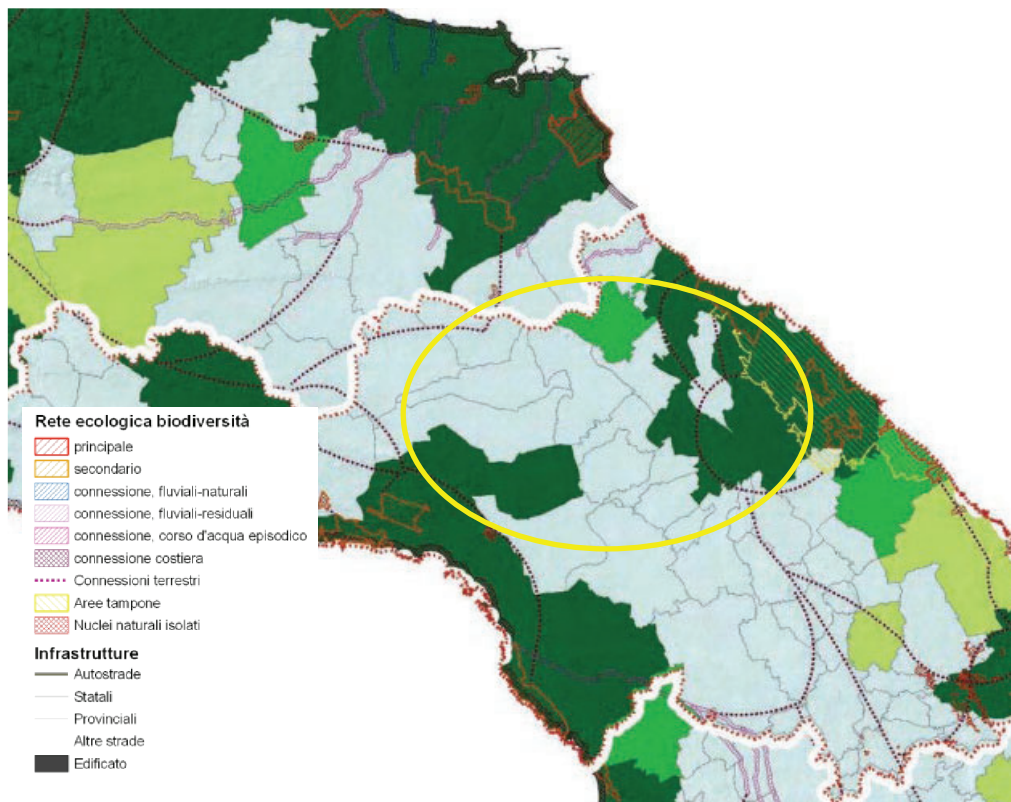 Rete ecologica biodiversità
principale
secondario
connessione, fluviali-naturali
connessione, fluviali-residuali
connessione, corso d'acqua episodico
connessione costiera
Connessioni terrestri
Aree tampone
Nuclei naturali isolati
Infrastrutture
Autostrade
Statali
Provinciali
Altre strade
Edificato